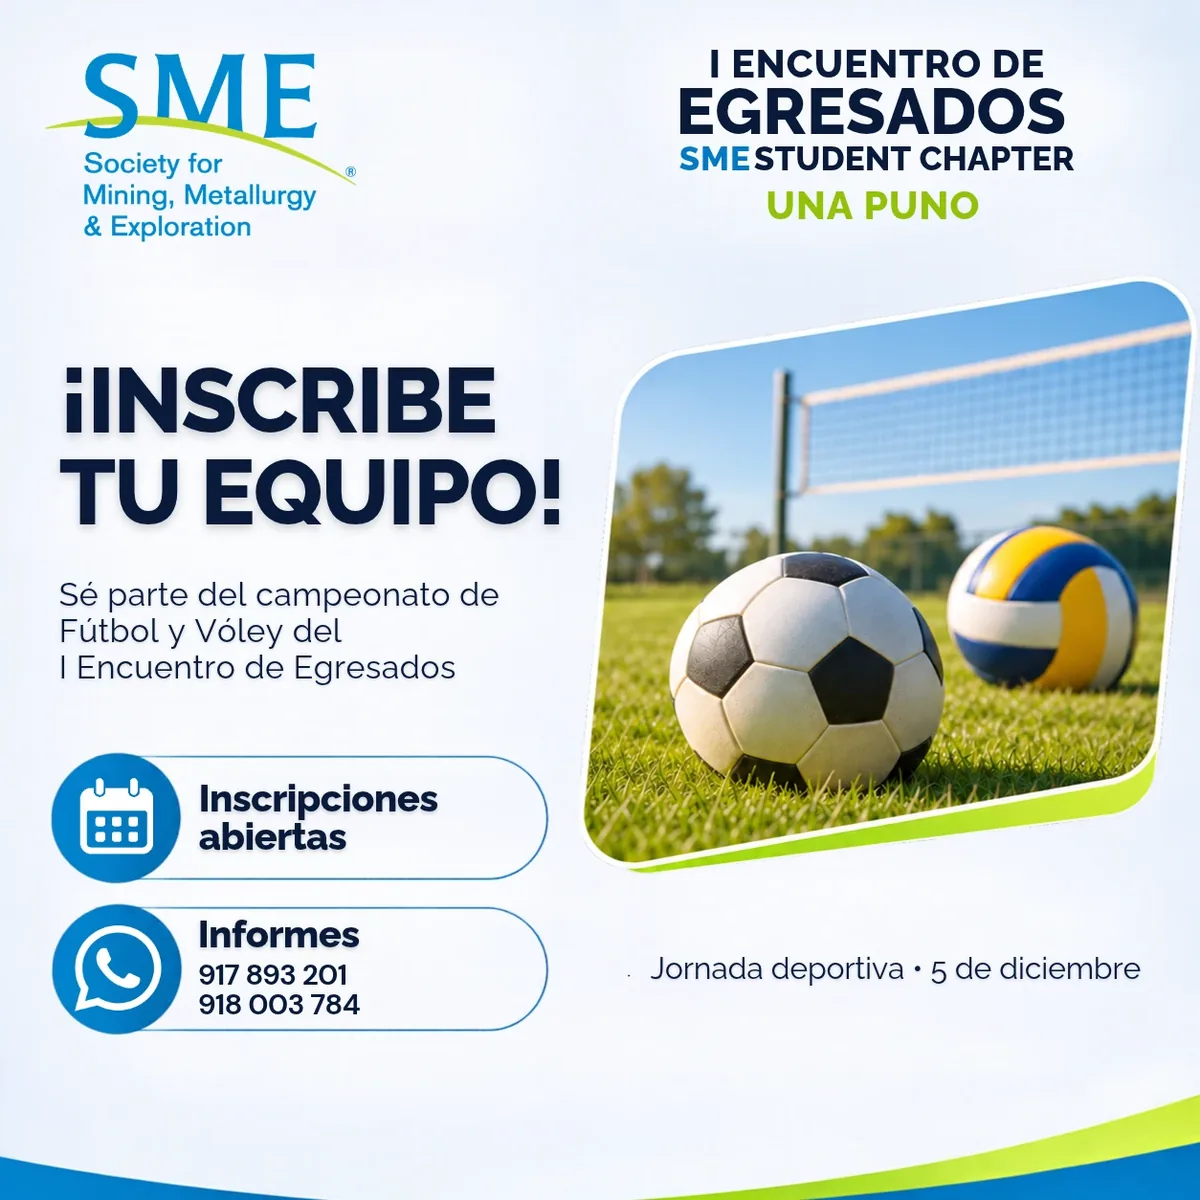 SME
Society for
Mining, Metallurgy
& Exploration
®
I ENCUENTRO DE
EGRESADOS
SME STUDENT CHAPTER
UNA PUNO
¡INSCRIBE
TU EQUIPO!
Sé parte del campeonato de
Fútbol y Vóley del
I Encuentro de Egresados
Inscripciones
abiertas
Informes
917 893 201
918 003 784
. Jornada deportiva • 5 de diciembre